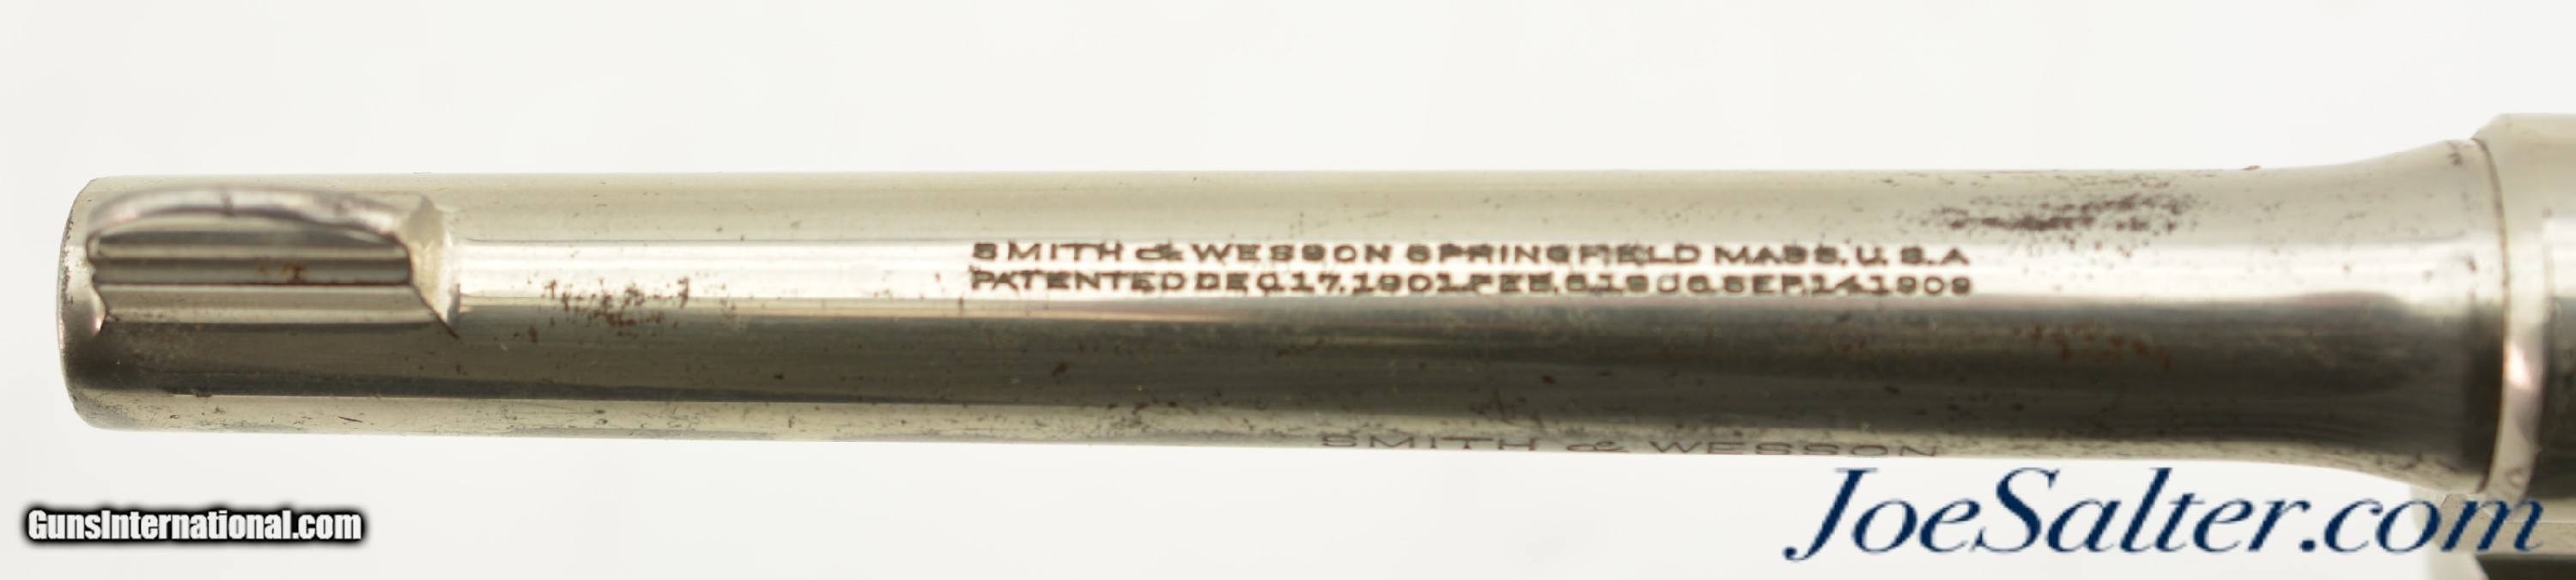 SMITH & WESSON SPRINGFIELD MASS. U. S. A
PATENTED DEC. 17, 1901. FEB. 6, 1906. SEP. 14, 1909
SMITH & WESSON
GunsInternational.com
JoeSalter.com